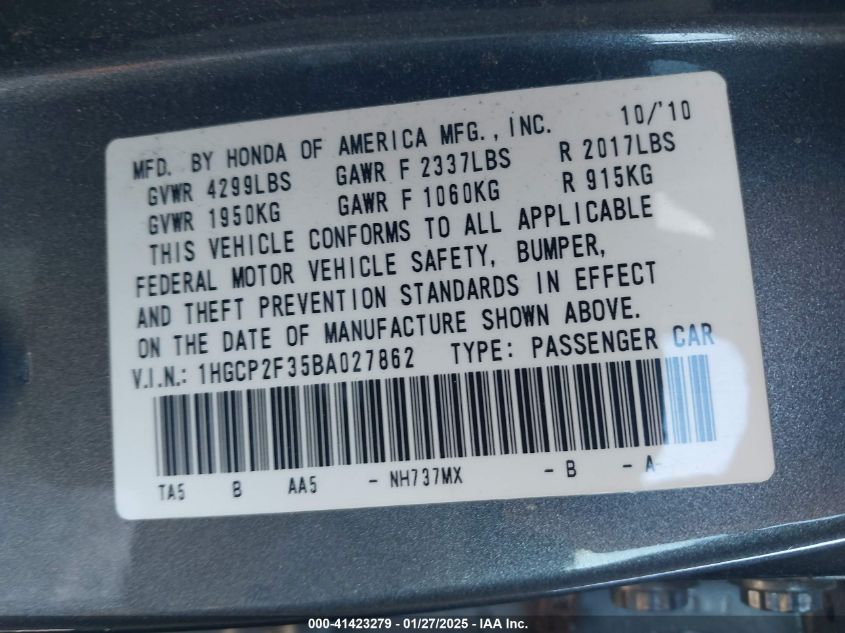 MFD. BY HONDA OF AMERICA MFG., INC. 10/'10
GVWR 4299LBS GAWR F 2337LBS R 2017LBS
GVWR 1950KG GAWR F 1060KG R 915KG
THIS VEHICLE CONFORMS TO ALL APPLICABLE
FEDERAL MOTOR VEHICLE SAFETY, BUMPER,
AND THEFT PREVENTION STANDARDS IN EFFECT
ON THE DATE OF MANUFACTURE SHOWN ABOVE.
V.I.N.: 1HGCP2F35BA027862 TYPE: PASSENGER CAR
TA5 B AA5 - NH737MX - B - A-
000-41423279 - 01/27/2025 - IAA Inc.